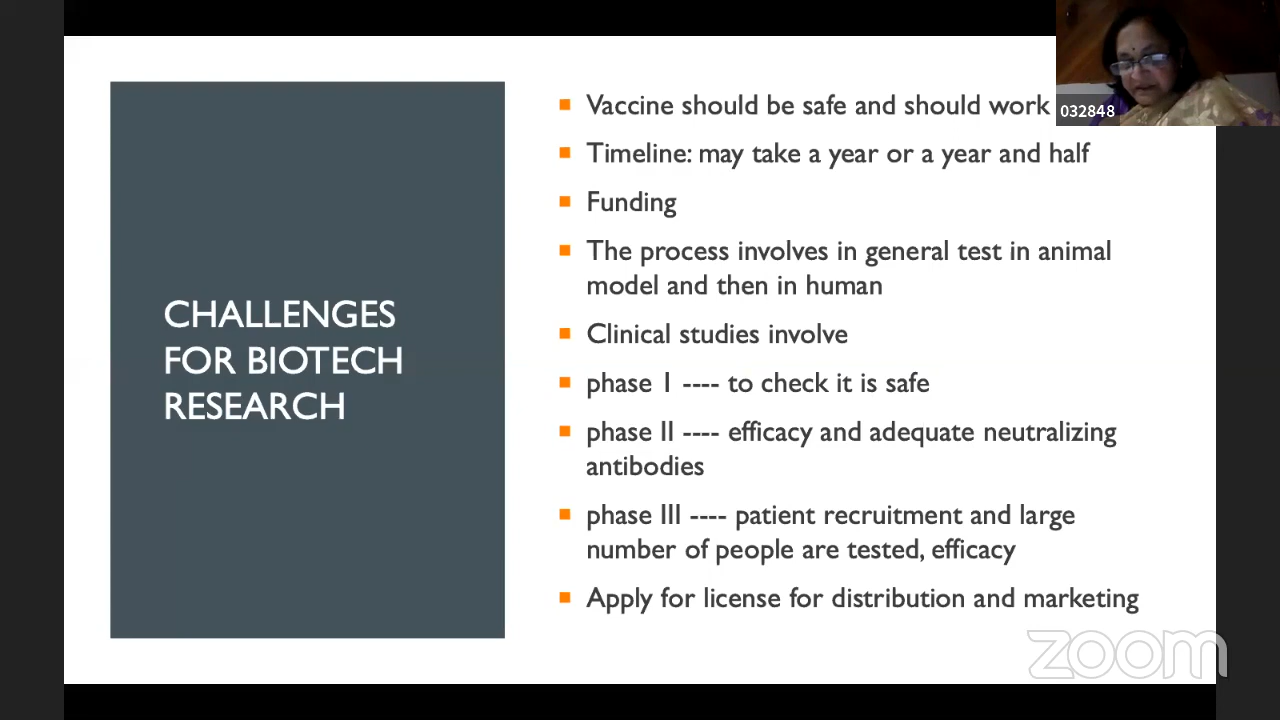 CHALLENGES
FOR BIOTECH
RESEARCH
Vaccine should be safe and should work
Timeline: may take a year or a year and half
Funding
The process involves in general test in animal
model and then in human
Clinical studies involve
phase I ---- to check it is safe
phase II ---- efficacy and adequate neutralizing
antibodies
phase III ---- patient recruitment and large
number of people are tested, efficacy
Apply for license for distribution and marketing
032848
zoom